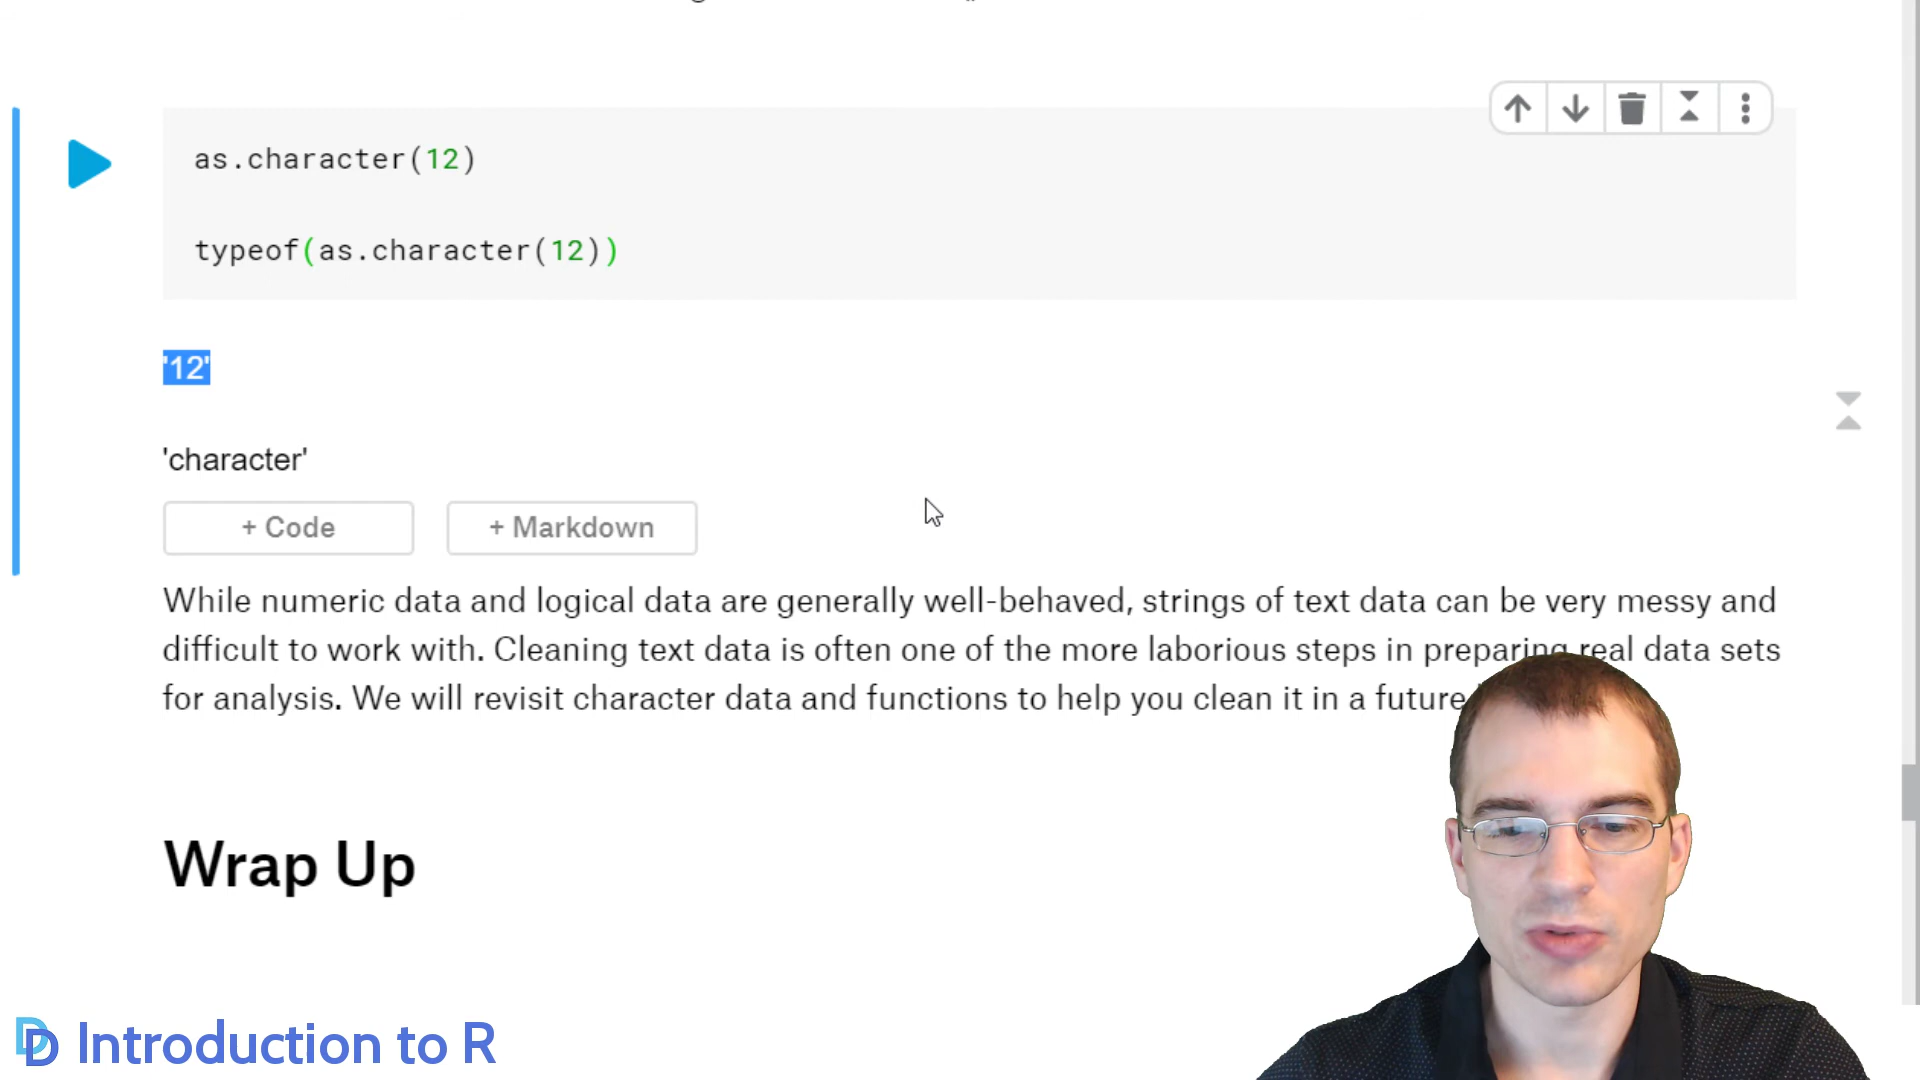 as.character(12)
typeof(as.character(12))
'12'
'character'
+ Code
+ Markdown
While numeric data and logical data are generally well-behaved, strings of text data can be very messy and
difficult to work with. Cleaning text data is often one of the more laborious steps in preparing real data sets
for analysis. We will revisit character data and functions to help you clean it in a future
Wrap Up
Introduction to R